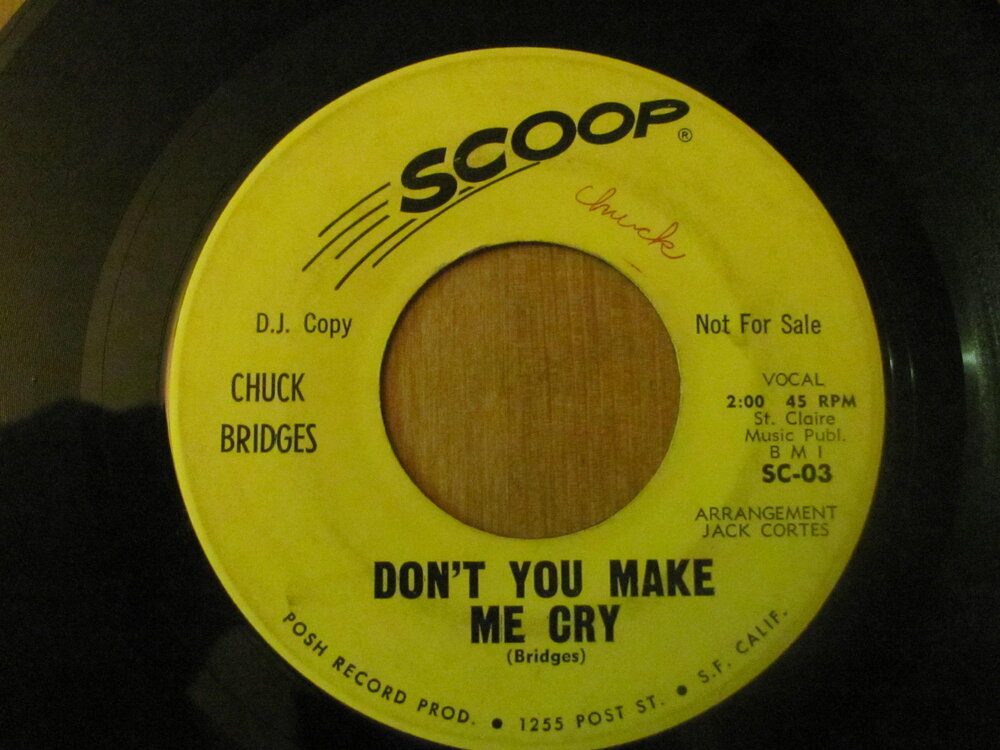 SCOOP ®
chuck
D.J. Copy
Not For Sale
CHUCK
BRIDGES
VOCAL
2:00 45 RPM
St. Claire
Music Publ.
B M I
SC-03
ARRANGEMENT
JACK CORTES
DON'T YOU MAKE
ME CRY
(Bridges)
POSH RECORD PROD. • 1255 POST ST. • S.F. CALIF.